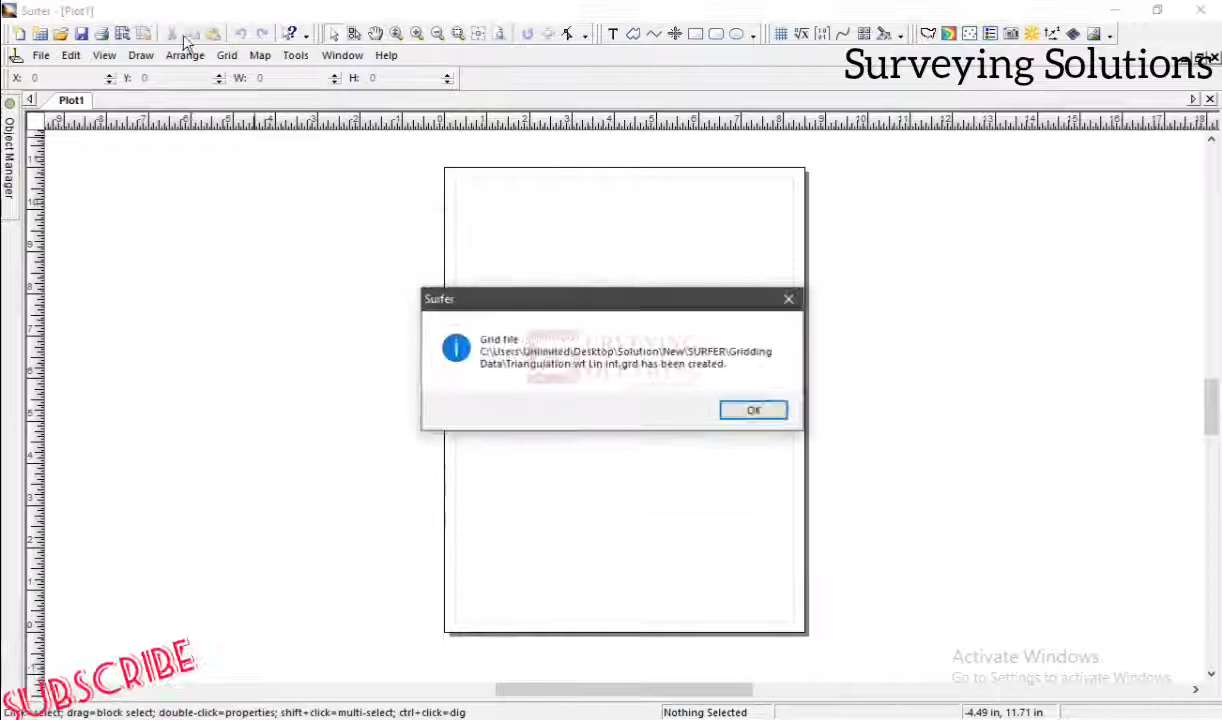 Surfer - [Plot1]
File Edit View Draw Arrange Grid Map Tools Window Help
Surveying Solutions
X: 0 Y: 0 W: 0 H: 0
Plot1
Object Manager
Surfer
Grid file
C:\Users\Unlimited\Desktop\Solution\New\SURFER\Gridding
Data\Triangulation wt Lin int.grd has been created.
OK
Activate Windows
Go to Settings to activate Windows.
SUBSCRIBE
Click=select; drag=block select; double-click=properties; shift+click=multi-select; ctrl+click=dig
Nothing Selected
-4.49 in, 11.71 in